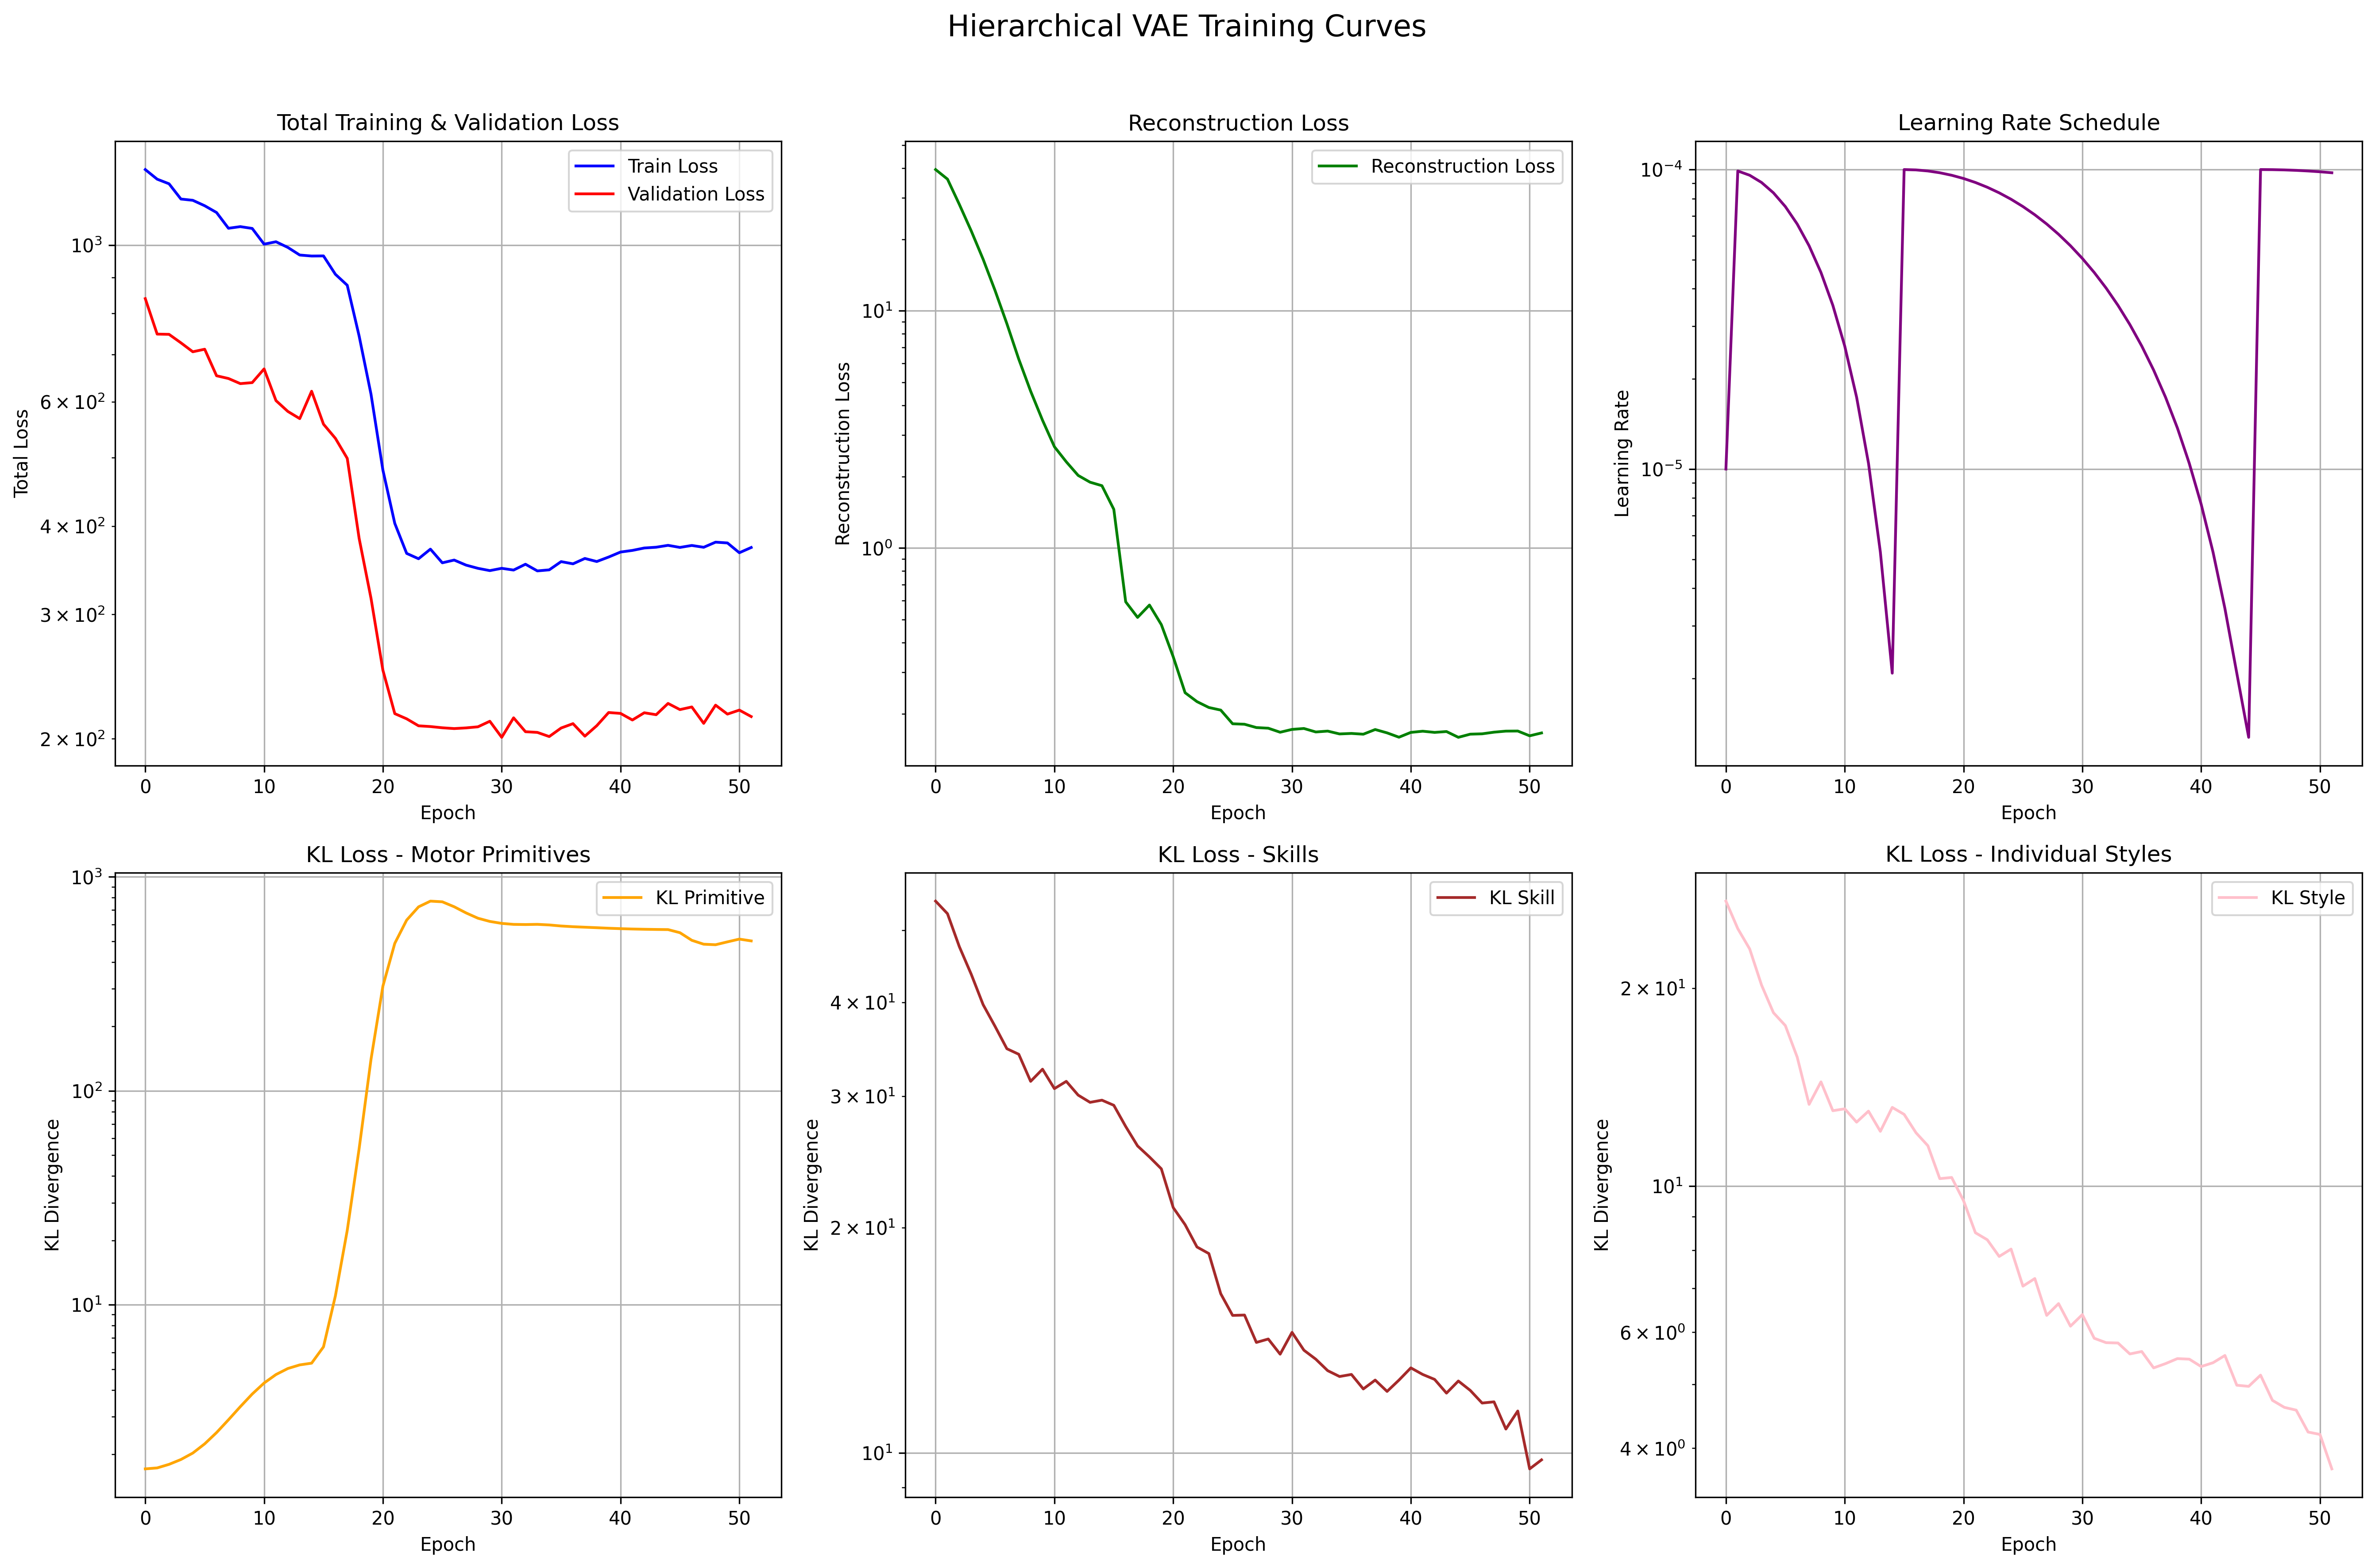 Hierarchical VAE Training Curves
Total Training & Validation Loss
Total Loss
10³
6 × 10²
4 × 10²
3 × 10²
2 × 10²
Train Loss
Validation Loss
0 10 20 30 40 50
Epoch
Reconstruction Loss
Reconstruction Loss
10¹
10⁰
Reconstruction Loss
0 10 20 30 40 50
Epoch
Learning Rate Schedule
Learning Rate
10⁻⁴
10⁻⁵
0 10 20 30 40 50
Epoch
KL Loss - Motor Primitives
KL Divergence
10³
10²
10¹
KL Primitive
0 10 20 30 40 50
Epoch
KL Loss - Skills
KL Divergence
4 × 10¹
3 × 10¹
2 × 10¹
10¹
KL Skill
0 10 20 30 40 50
Epoch
KL Loss - Individual Styles
KL Divergence
2 × 10¹
10¹
6 × 10⁰
4 × 10⁰
KL Style
0 10 20 30 40 50
Epoch